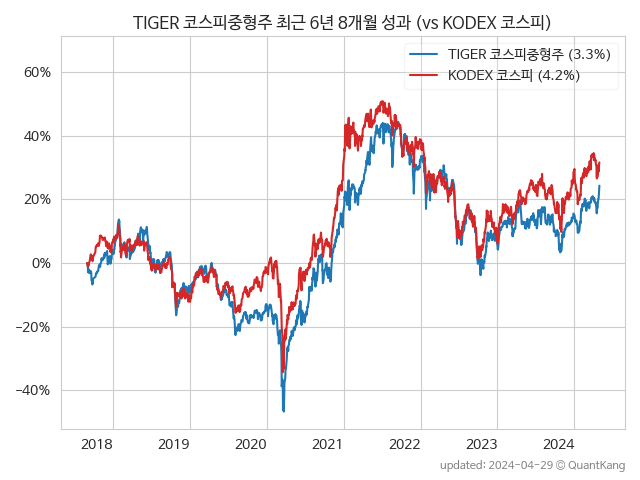 TIGER 코스피중형주 최근 6년 8개월 성과 (vs KODEX 코스피)
TIGER 코스피중형주 (3.3%)
KODEX 코스피 (4.2%)
60%
40%
20%
0%
−20%
−40%
2018 2019 2020 2021 2022 2023 2024
updated: 2024-04-29 © QuantKang